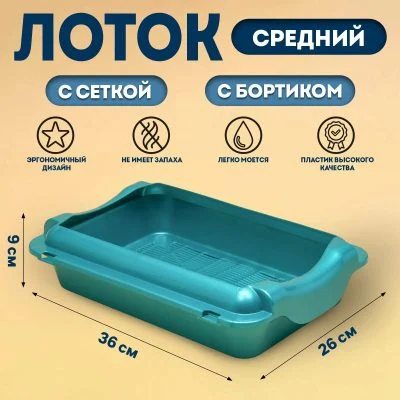 ЛОТОК СРЕДНИЙ
С СЕТКОЙ С БОРТИКОМ
ЭРГОНОМИЧНЫЙ
ДИЗАЙН
НЕ ИМЕЕТ ЗАПАХА
ЛЕГКО МОЕТСЯ
ПЛАСТИК ВЫСОКОГО
КАЧЕСТВА
9 см
36 см
26 см